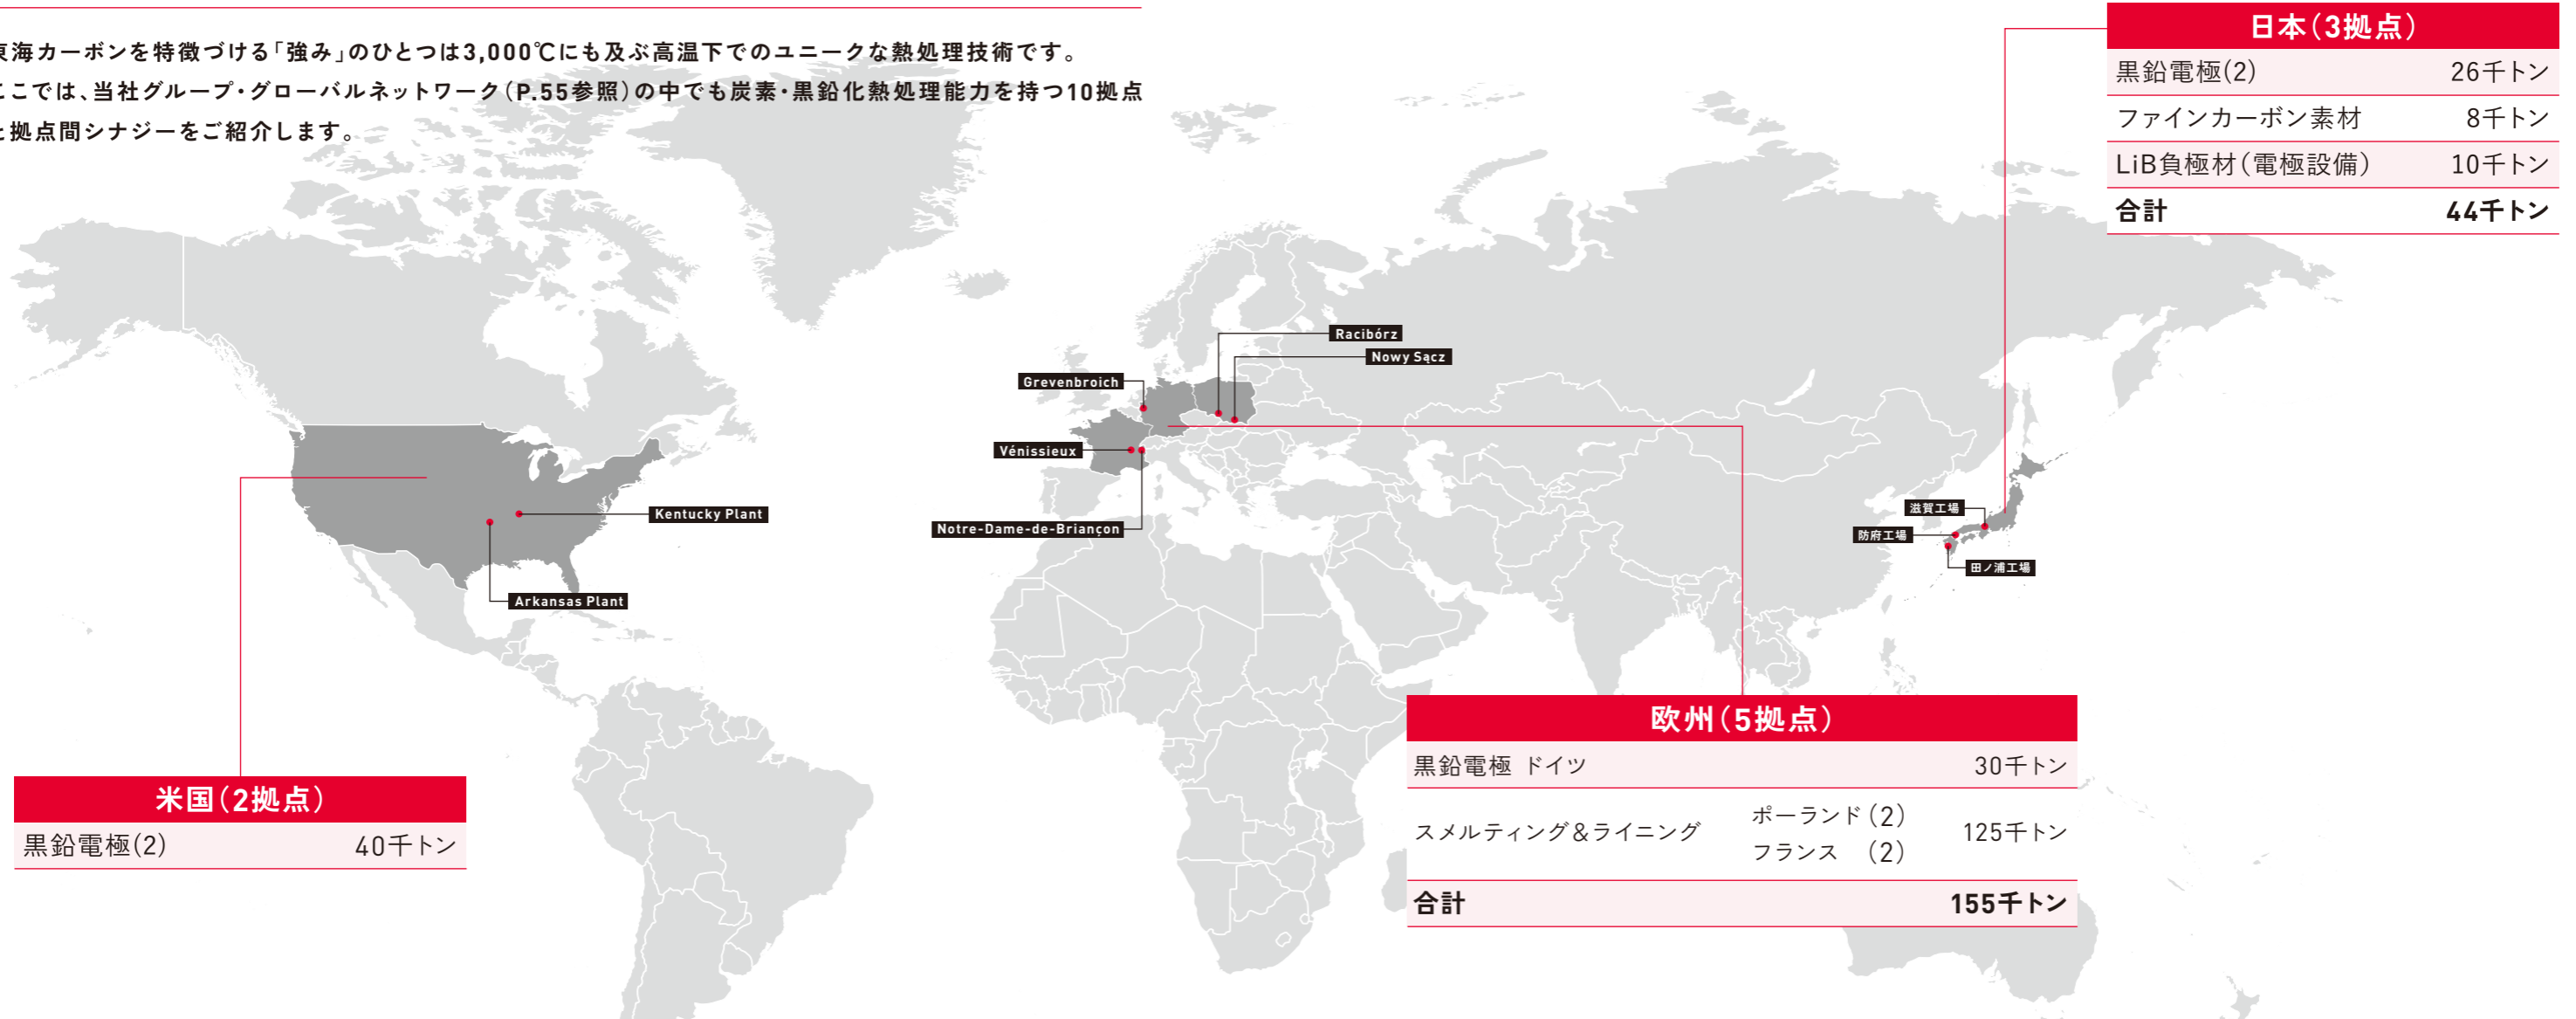 東海カーボンを特徴づける「強み」のひとつは3,000℃にも及ぶ高温下でのユニークな熱処理技術です。
ここでは、当社グループ・グローバルネットワーク（P.55参照）の中でも炭素・黒鉛化熱処理能力を持つ10拠点
と拠点間シナジーをご紹介します。
日本（3拠点）
黒鉛電極(2) 26千トン
ファインカーボン素材 8千トン
LiB負極材（電極設備） 10千トン
合計 44千トン
Racibórz
Nowy Sącz
Grevenbroich
Vénissieux
Notre-Dame-de-Briançon
Kentucky Plant
Arkansas Plant
滋賀工場
防府工場
田ノ浦工場
欧州（5拠点）
黒鉛電極 ドイツ 30千トン
スメルティング＆ライニング ポーランド（2） フランス （2） 125千トン
合計 155千トン
米国（2拠点）
黒鉛電極(2) 40千トン